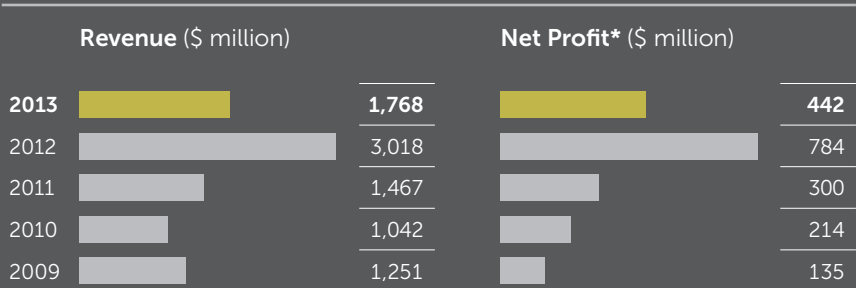 Revenue ($ million) Net Profit* ($ million)
2013 1,768 442
2012 3,018 784
2011 1,467 300
2010 1,042 214
2009 1,251 135